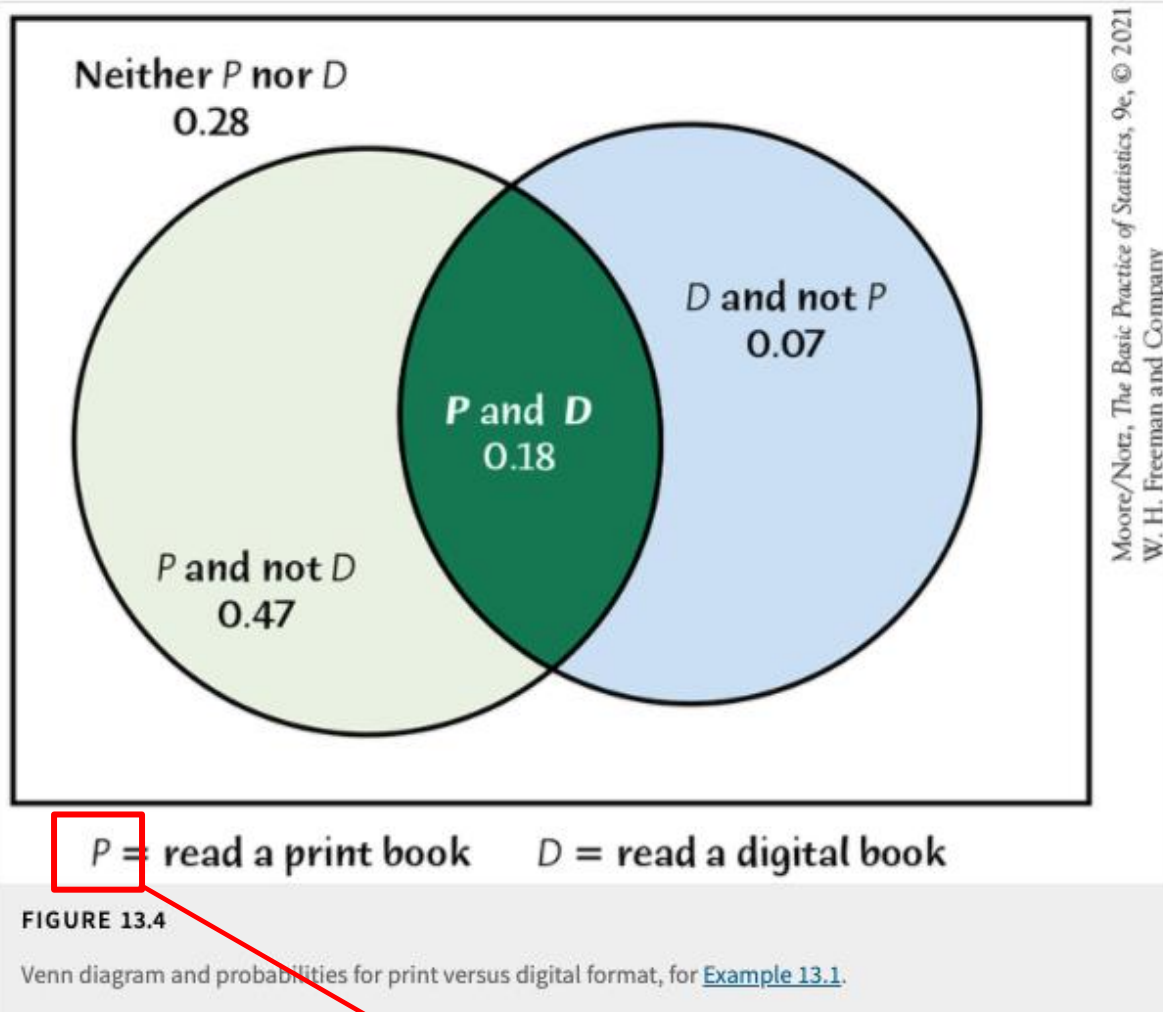 Neither P nor D
0.28
D and not P
0.07
P and D
0.18
P and not D
0.47
P = read a print book D = read a digital book
Moore/Notz, The Basic Practice of Statistics, 9e, © 2021
W. H. Freeman and Company
FIGURE 13.4
Venn diagram and probabilities for print versus digital format, for Example 13.1.